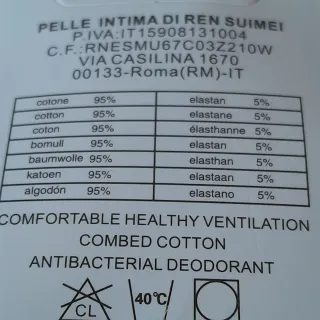 PELLE INTIMA DI REN SUIMEI
P.IVA:IT15908131004
C.F.:RNESMU67C03Z210W
VIA CASILINA 1670
00133-Roma(RM)-IT
cotone 95% elastan 5%
cotton 95% elastane 5%
coton 95% élasthanne 5%
bomull 95% elasthan 5%
baumwolle 95% elasthan 5%
katoen 95% elastaan 5%
algodón 95% elastano 5%
COMFORTABLE HEALTHY VENTILATION
COMBED COTTON
ANTIBACTERIAL DEODORANT
CL 40°C